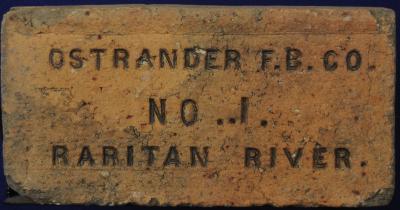 OSTRANDER F.B.CO.
NO..1.
RARITAN RIVER.